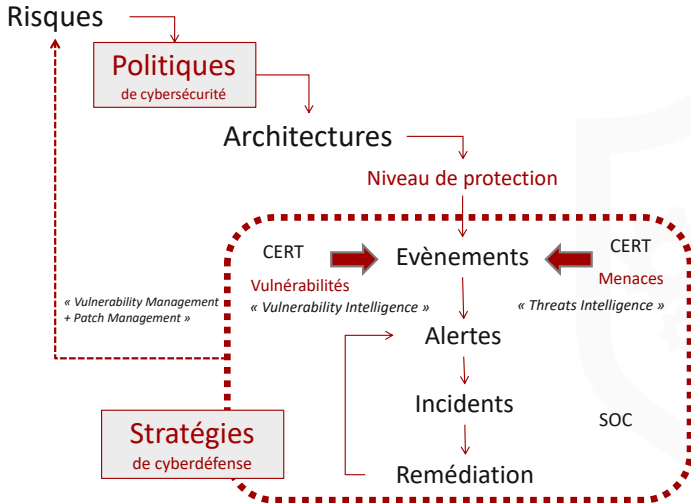 Risques
Politiques
de cybersécurité
Architectures
Niveau de protection
CERT
Evènements
CERT
Vulnérabilités
Menaces
« Vulnerability Management
+ Patch Management »
« Vulnerability Intelligence »
« Threats Intelligence »
Alertes
Incidents
SOC
Stratégies
de cyberdéfense
Remédiation